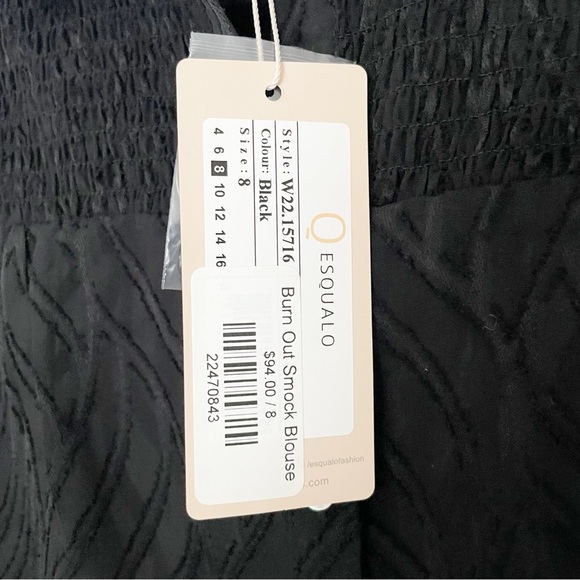 ESQUALO
Style: W22.15716
Colour: Black
Size: 8
4 6 8 10 12 14 16
Burn Out Smock Blouse
$94.00 / 8
22470843
/esqualofashion
.com